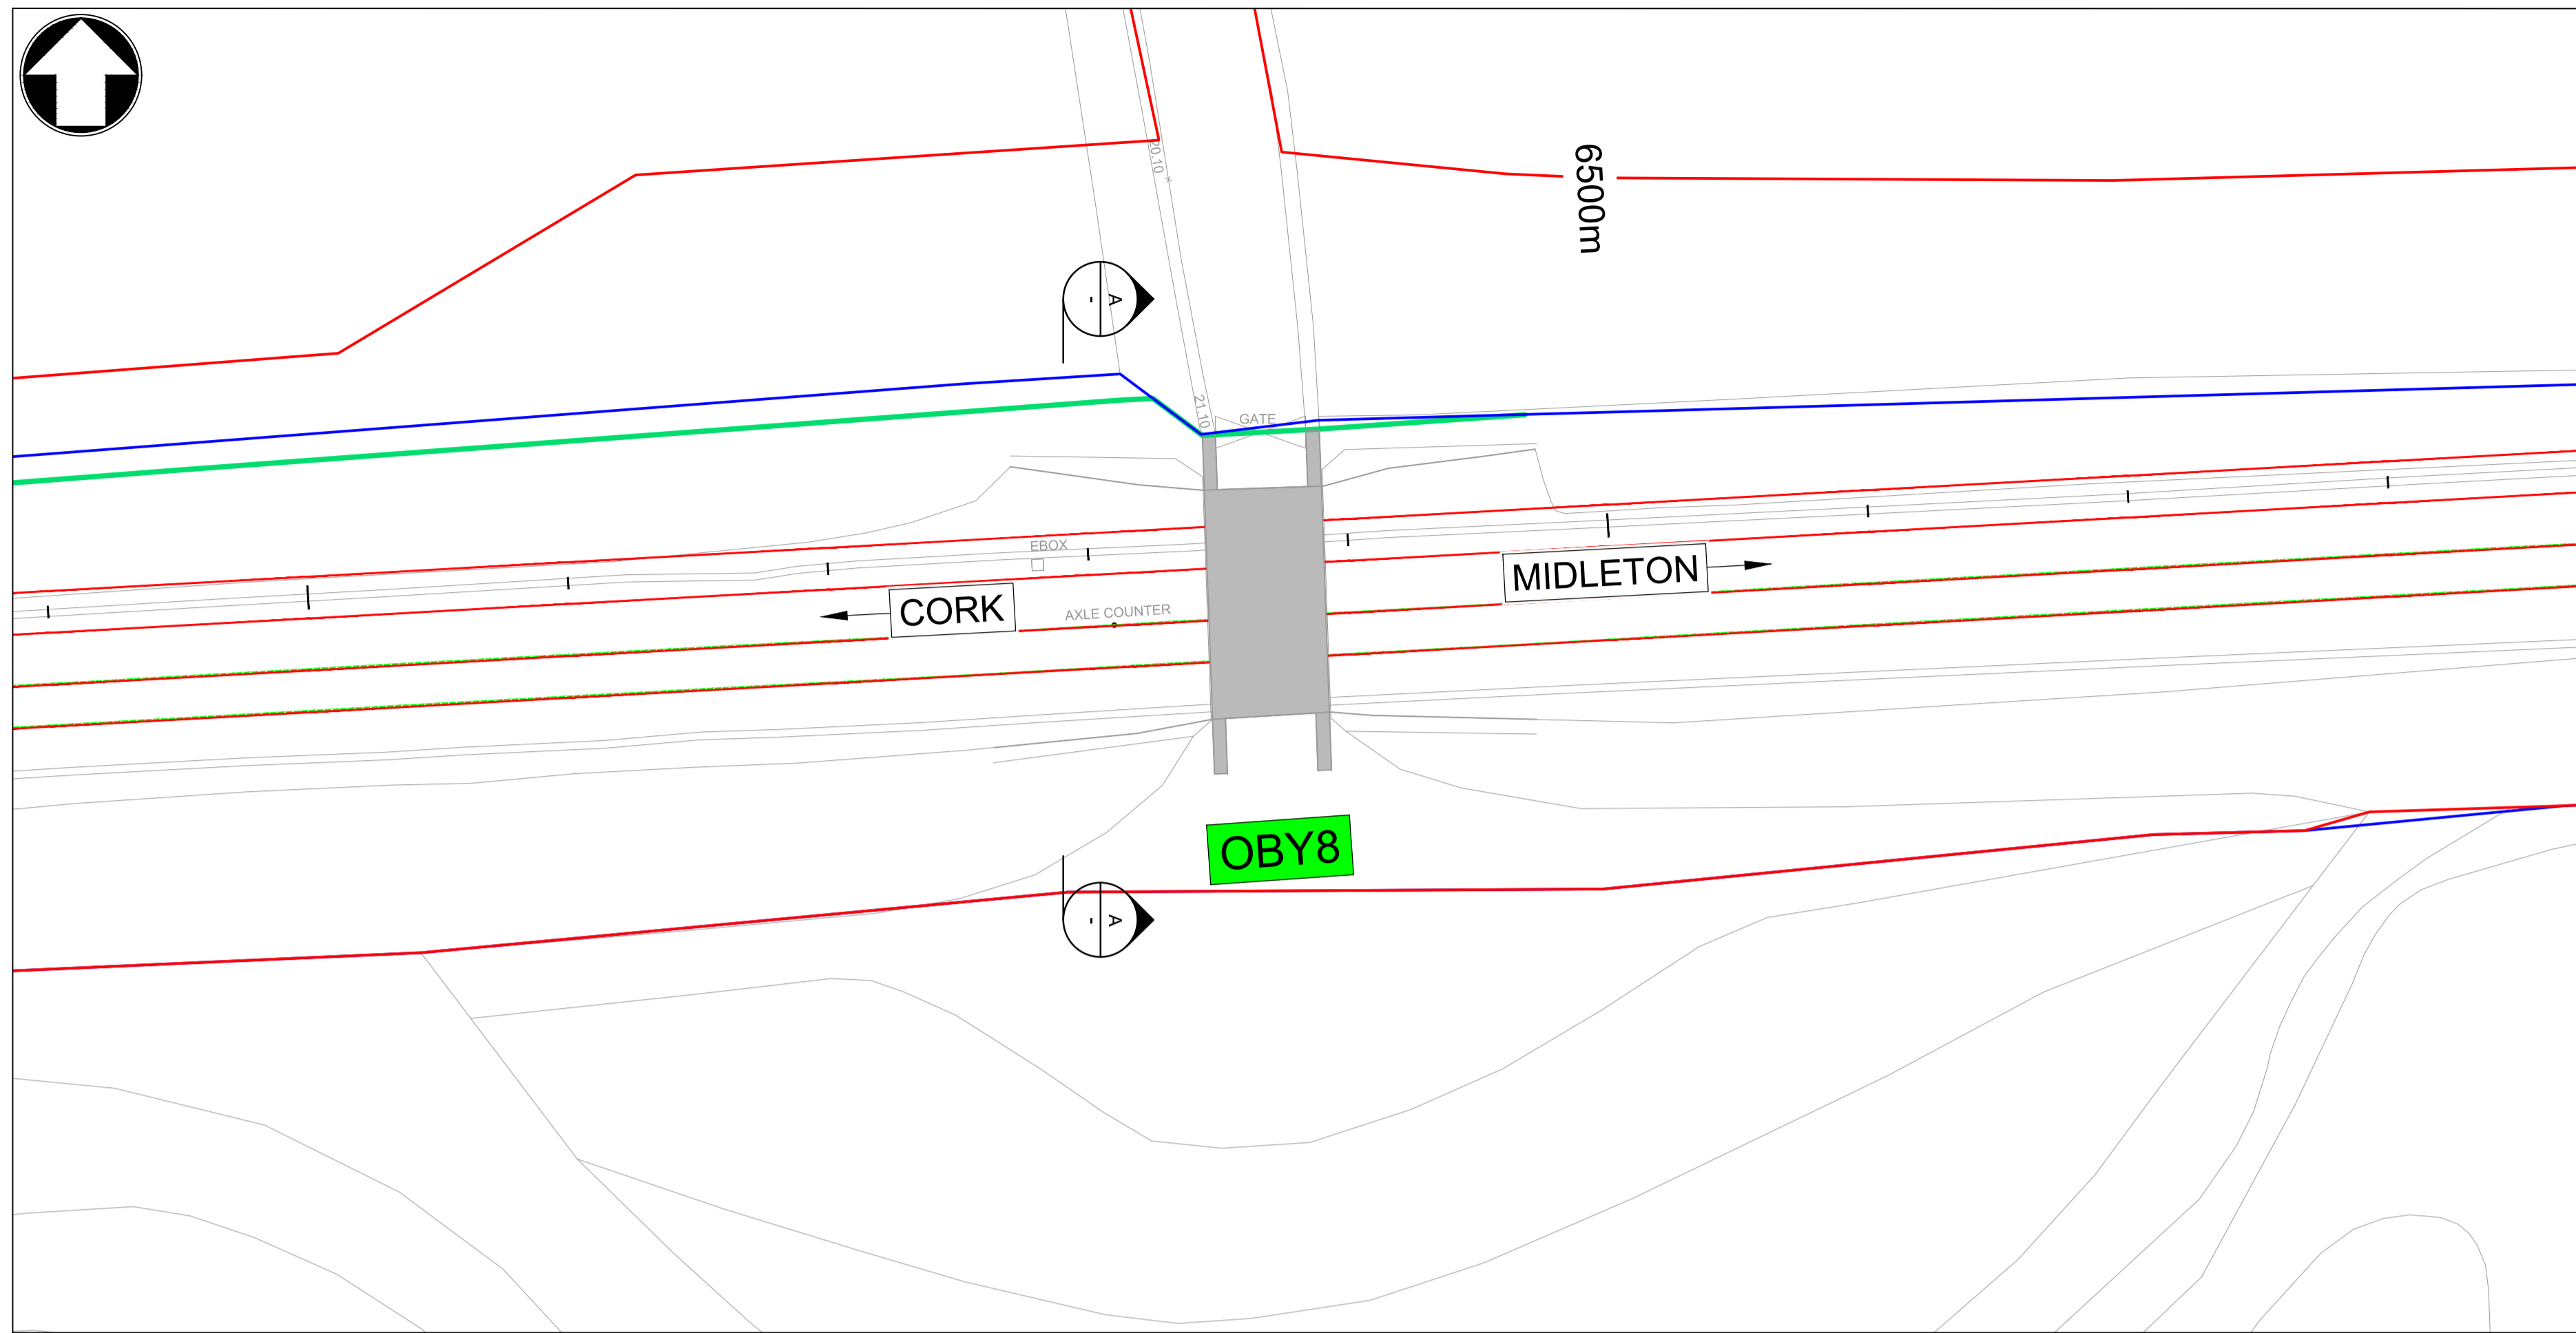 20.10
6500m
- A
21.10
GATE
EBOX
MIDLETON
CORK
AXLE COUNTER
OBY8
- A